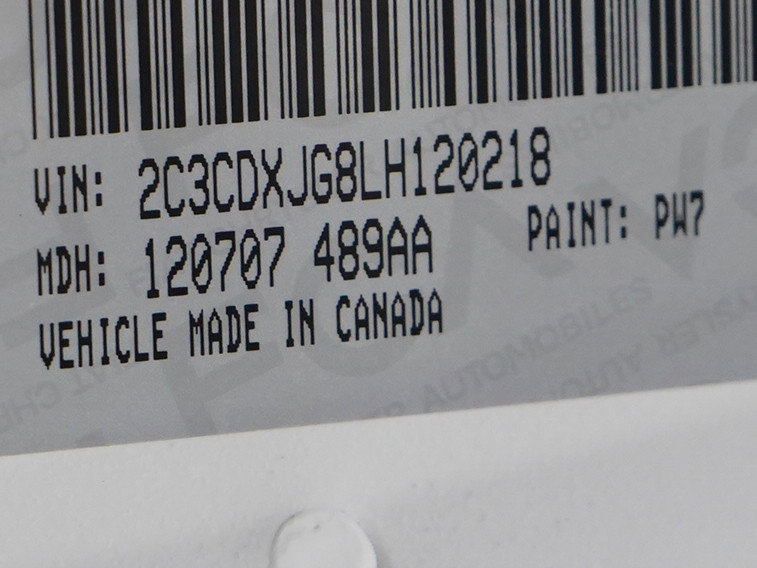 VIN: 2C3CDXJG8LH120218
MDH: 120707 489AA PAINT: PW7
VEHICLE MADE IN CANADA